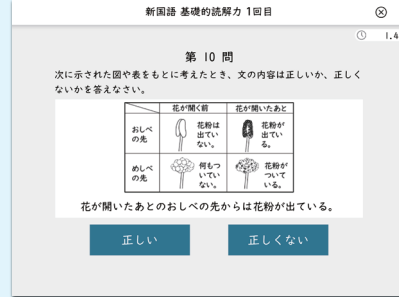 新国語 基礎的読解力 1回目
1.4
第 10 問
次に示された図や表をもとに考えたとき、文の内容は正しいか、正しく
ないかを答えなさい。
花が開く前
花が開いたあと
おしべ
の先
花粉は
出てい
ない。
花粉が
出てい
る。
めしべ
の先
何もつ
いてい
ない。
花粉が
ついて
いる。
花が開いたあとのおしべの先からは花粉が出ている。
正しい
正しくない